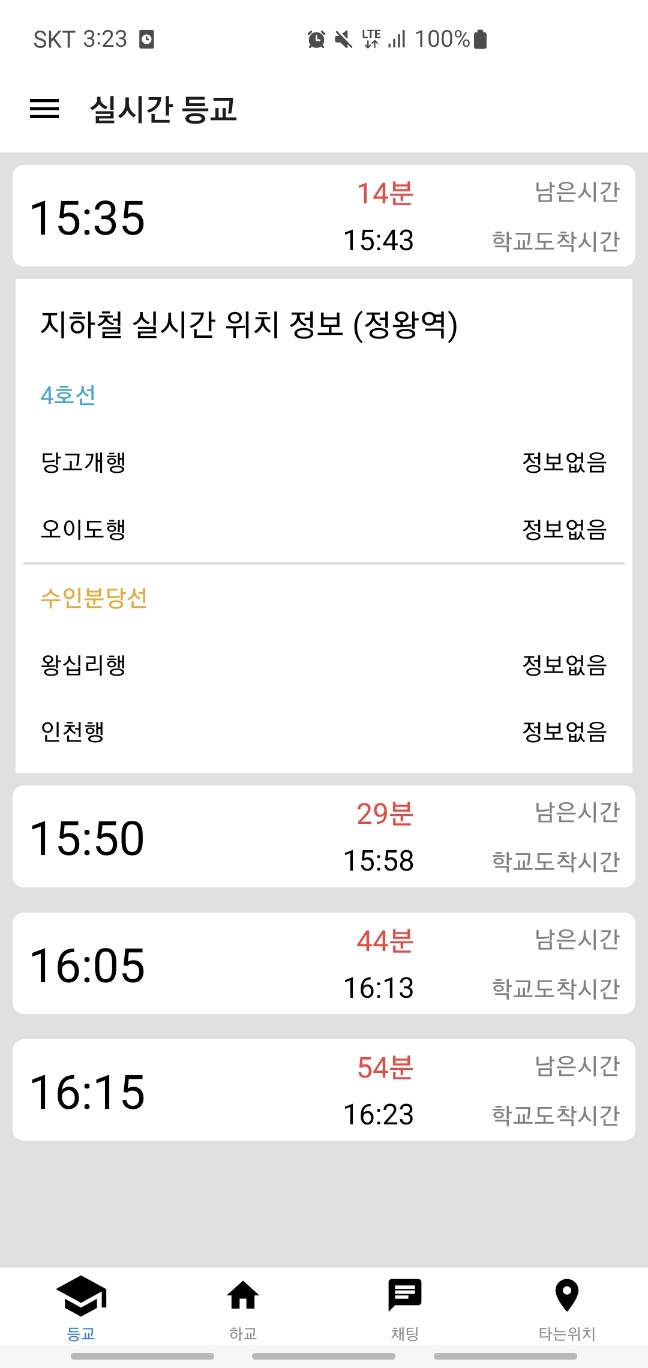 SKT 3:23 LTE 100%
실시간 등교
15:35 14분 남은시간
15:43 학교도착시간
지하철 실시간 위치 정보 (정왕역)
4호선
당고개행 정보없음
오이도행 정보없음
수인분당선
왕십리행 정보없음
인천행 정보없음
15:50 29분 남은시간
15:58 학교도착시간
16:05 44분 남은시간
16:13 학교도착시간
16:15 54분 남은시간
16:23 학교도착시간
등교 하교 채팅 타는위치